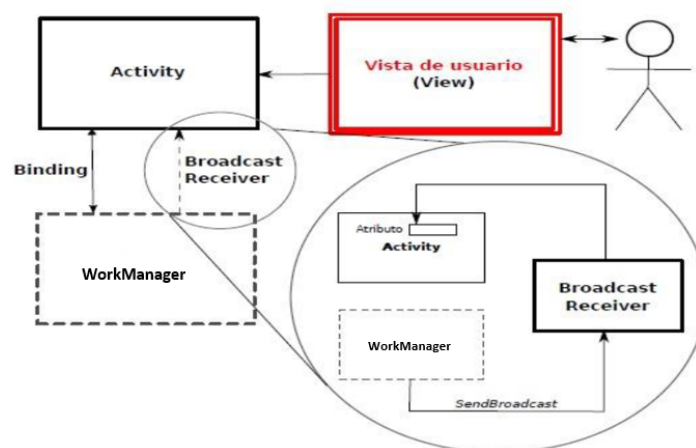 Activity
Vista de usuario
(View)
Binding
Broadcast
Receiver
WorkManager
Atributo
Activity
Broadcast
Receiver
WorkManager
SendBroadcast